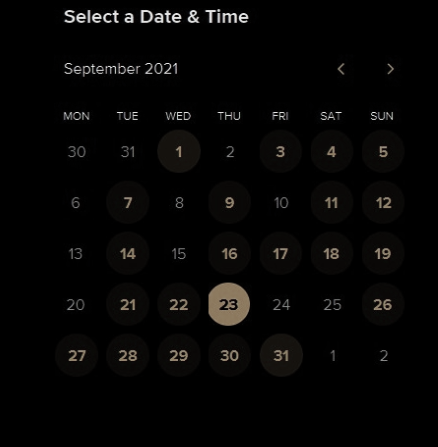 Select a Date & Time
September 2021
MON TUE WED THU FRI SAT SUN
30 31 1 2 3 4 5
6 7 8 9 10 11 12
13 14 15 16 17 18 19
20 21 22 23 24 25 26
27 28 29 30 31 1 2